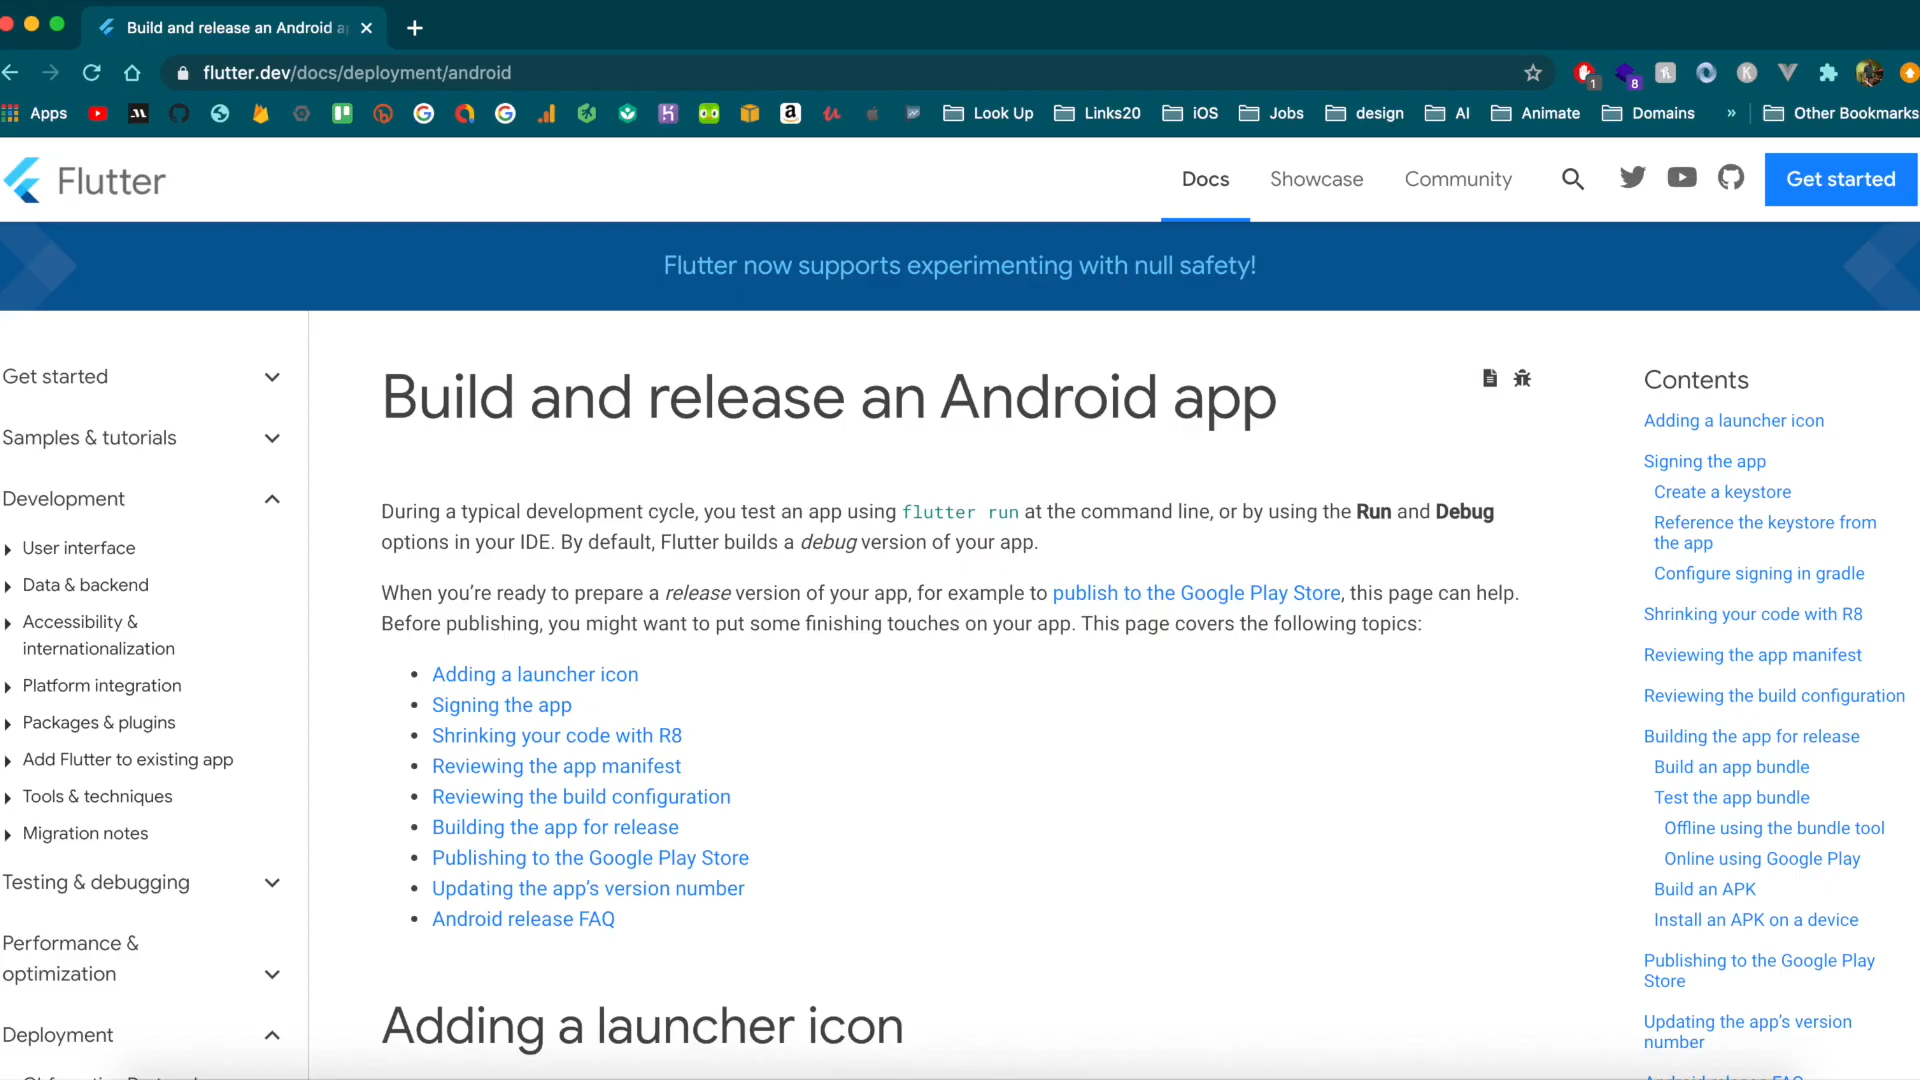 Build and release an Android a
flutter.dev/docs/deployment/android
1
8
Apps
Look Up
Links20
iOS
Jobs
design
AI
Animate
Domains
»
Other Bookmarks
Flutter
Docs
Showcase
Community
Get started
Flutter now supports experimenting with null safety!
Get started
Samples & tutorials
Development
User interface
Data & backend
Accessibility &
internationalization
Platform integration
Packages & plugins
Add Flutter to existing app
Tools & techniques
Migration notes
Testing & debugging
Performance &
optimization
Deployment
Build and release an Android app
During a typical development cycle, you test an app using flutter run at the command line, or by using the Run and Debug
options in your IDE. By default, Flutter builds a debug version of your app.
When you’re ready to prepare a release version of your app, for example to publish to the Google Play Store, this page can help.
Before publishing, you might want to put some finishing touches on your app. This page covers the following topics:
• Adding a launcher icon
• Signing the app
• Shrinking your code with R8
• Reviewing the app manifest
• Reviewing the build configuration
• Building the app for release
• Publishing to the Google Play Store
• Updating the app’s version number
• Android release FAQ
Adding a launcher icon
Contents
Adding a launcher icon
Signing the app
Create a keystore
Reference the keystore from
the app
Configure signing in gradle
Shrinking your code with R8
Reviewing the app manifest
Reviewing the build configuration
Building the app for release
Build an app bundle
Test the app bundle
Offline using the bundle tool
Online using Google Play
Build an APK
Install an APK on a device
Publishing to the Google Play
Store
Updating the app’s version
number